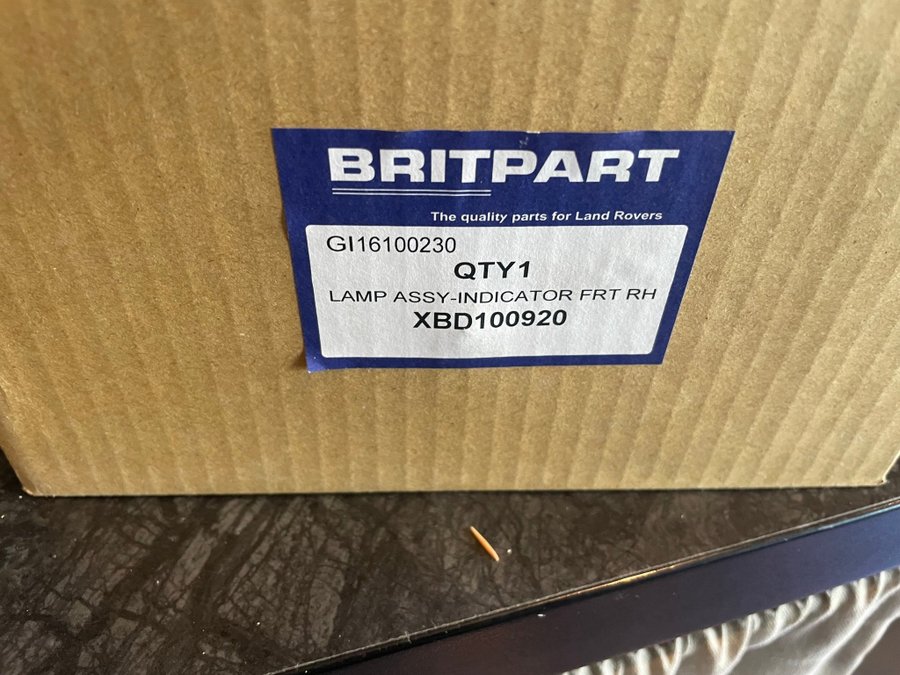 BRITPART
The quality parts for Land Rovers
GI16100230
QTY1
LAMP ASSY-INDICATOR FRT RH
XBD100920